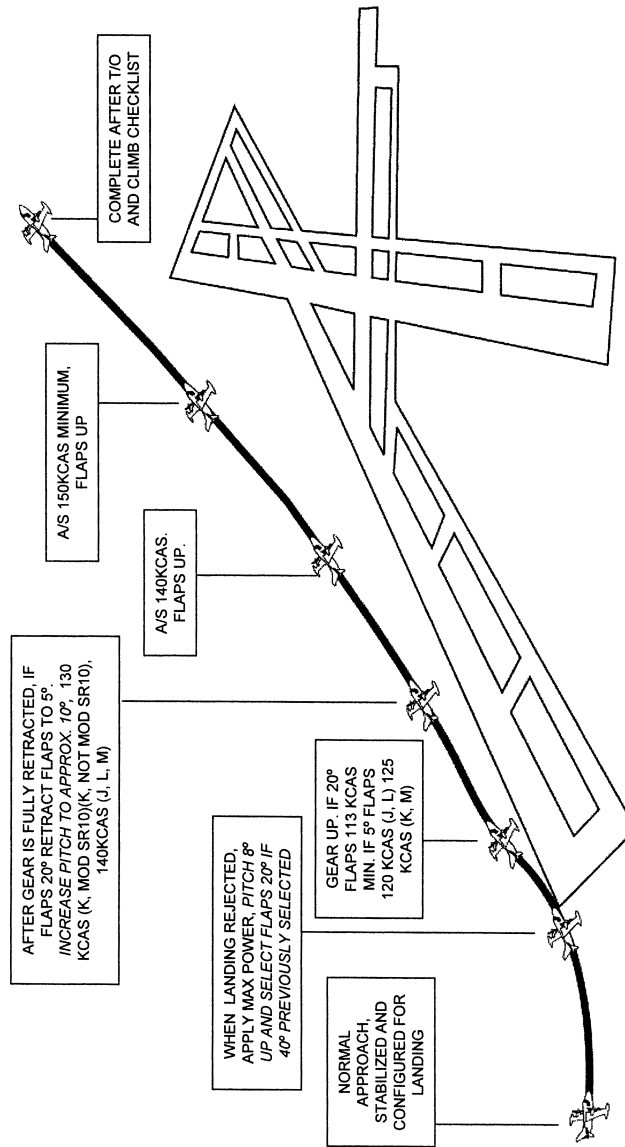 NORMAL
APPROACH,
STABILIZED AND
CONFIGURED FOR
LANDING
WHEN LANDING REJECTED,
APPLY MAX POWER, PITCH 8º
UP AND SELECT FLAPS 20º IF
40º PREVIOUSLY SELECTED
GEAR UP. IF 20º
FLAPS 113 KCAS
MIN. IF 5º FLAPS
120 KCAS (J, L) 125
KCAS (K, M)
AFTER GEAR IS FULLY RETRACTED, IF
FLAPS 20º RETRACT FLAPS TO 5º.
INCREASE PITCH TO APPROX. 10º, 130
KCAS (K, MOD SR10)(K, NOT MOD SR10),
140KCAS (J, L, M)
A/S 140KCAS.
FLAPS UP.
A/S 150KCAS MINIMUM,
FLAPS UP
COMPLETE AFTER T/O
AND CLIMB CHECKLIST